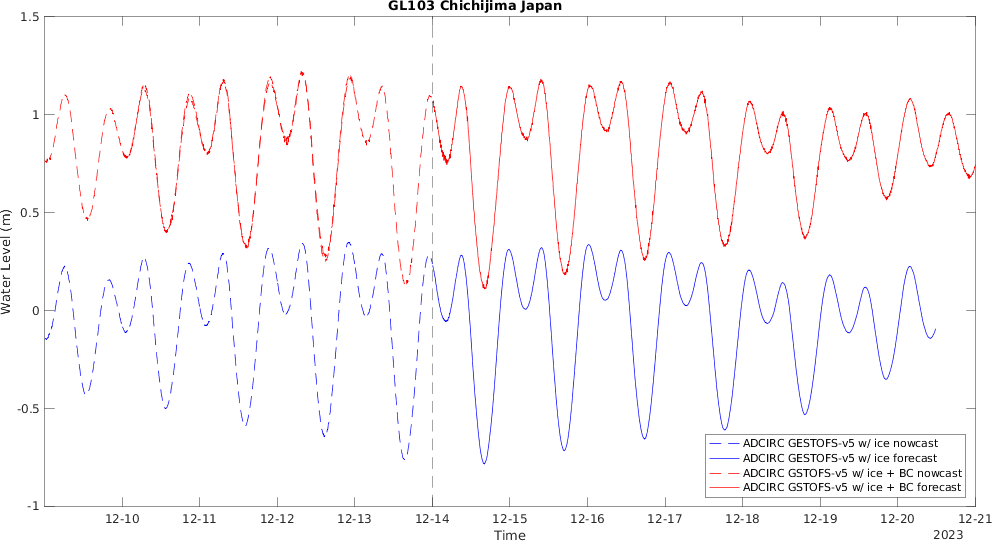 GL103 Chichijima Japan
1.5
1
0.5
0
-0.5
-1
Water Level (m)
12-10 12-11 12-12 12-13 12-14 12-15 12-16 12-17 12-18 12-19 12-20 12-21
Time
2023
ADCIRC GESTOFS-v5 w/ ice nowcast
ADCIRC GESTOFS-v5 w/ ice forecast
ADCIRC GSTOFS-v5 w/ ice + BC nowcast
ADCIRC GSTOFS-v5 w/ ice + BC forecast